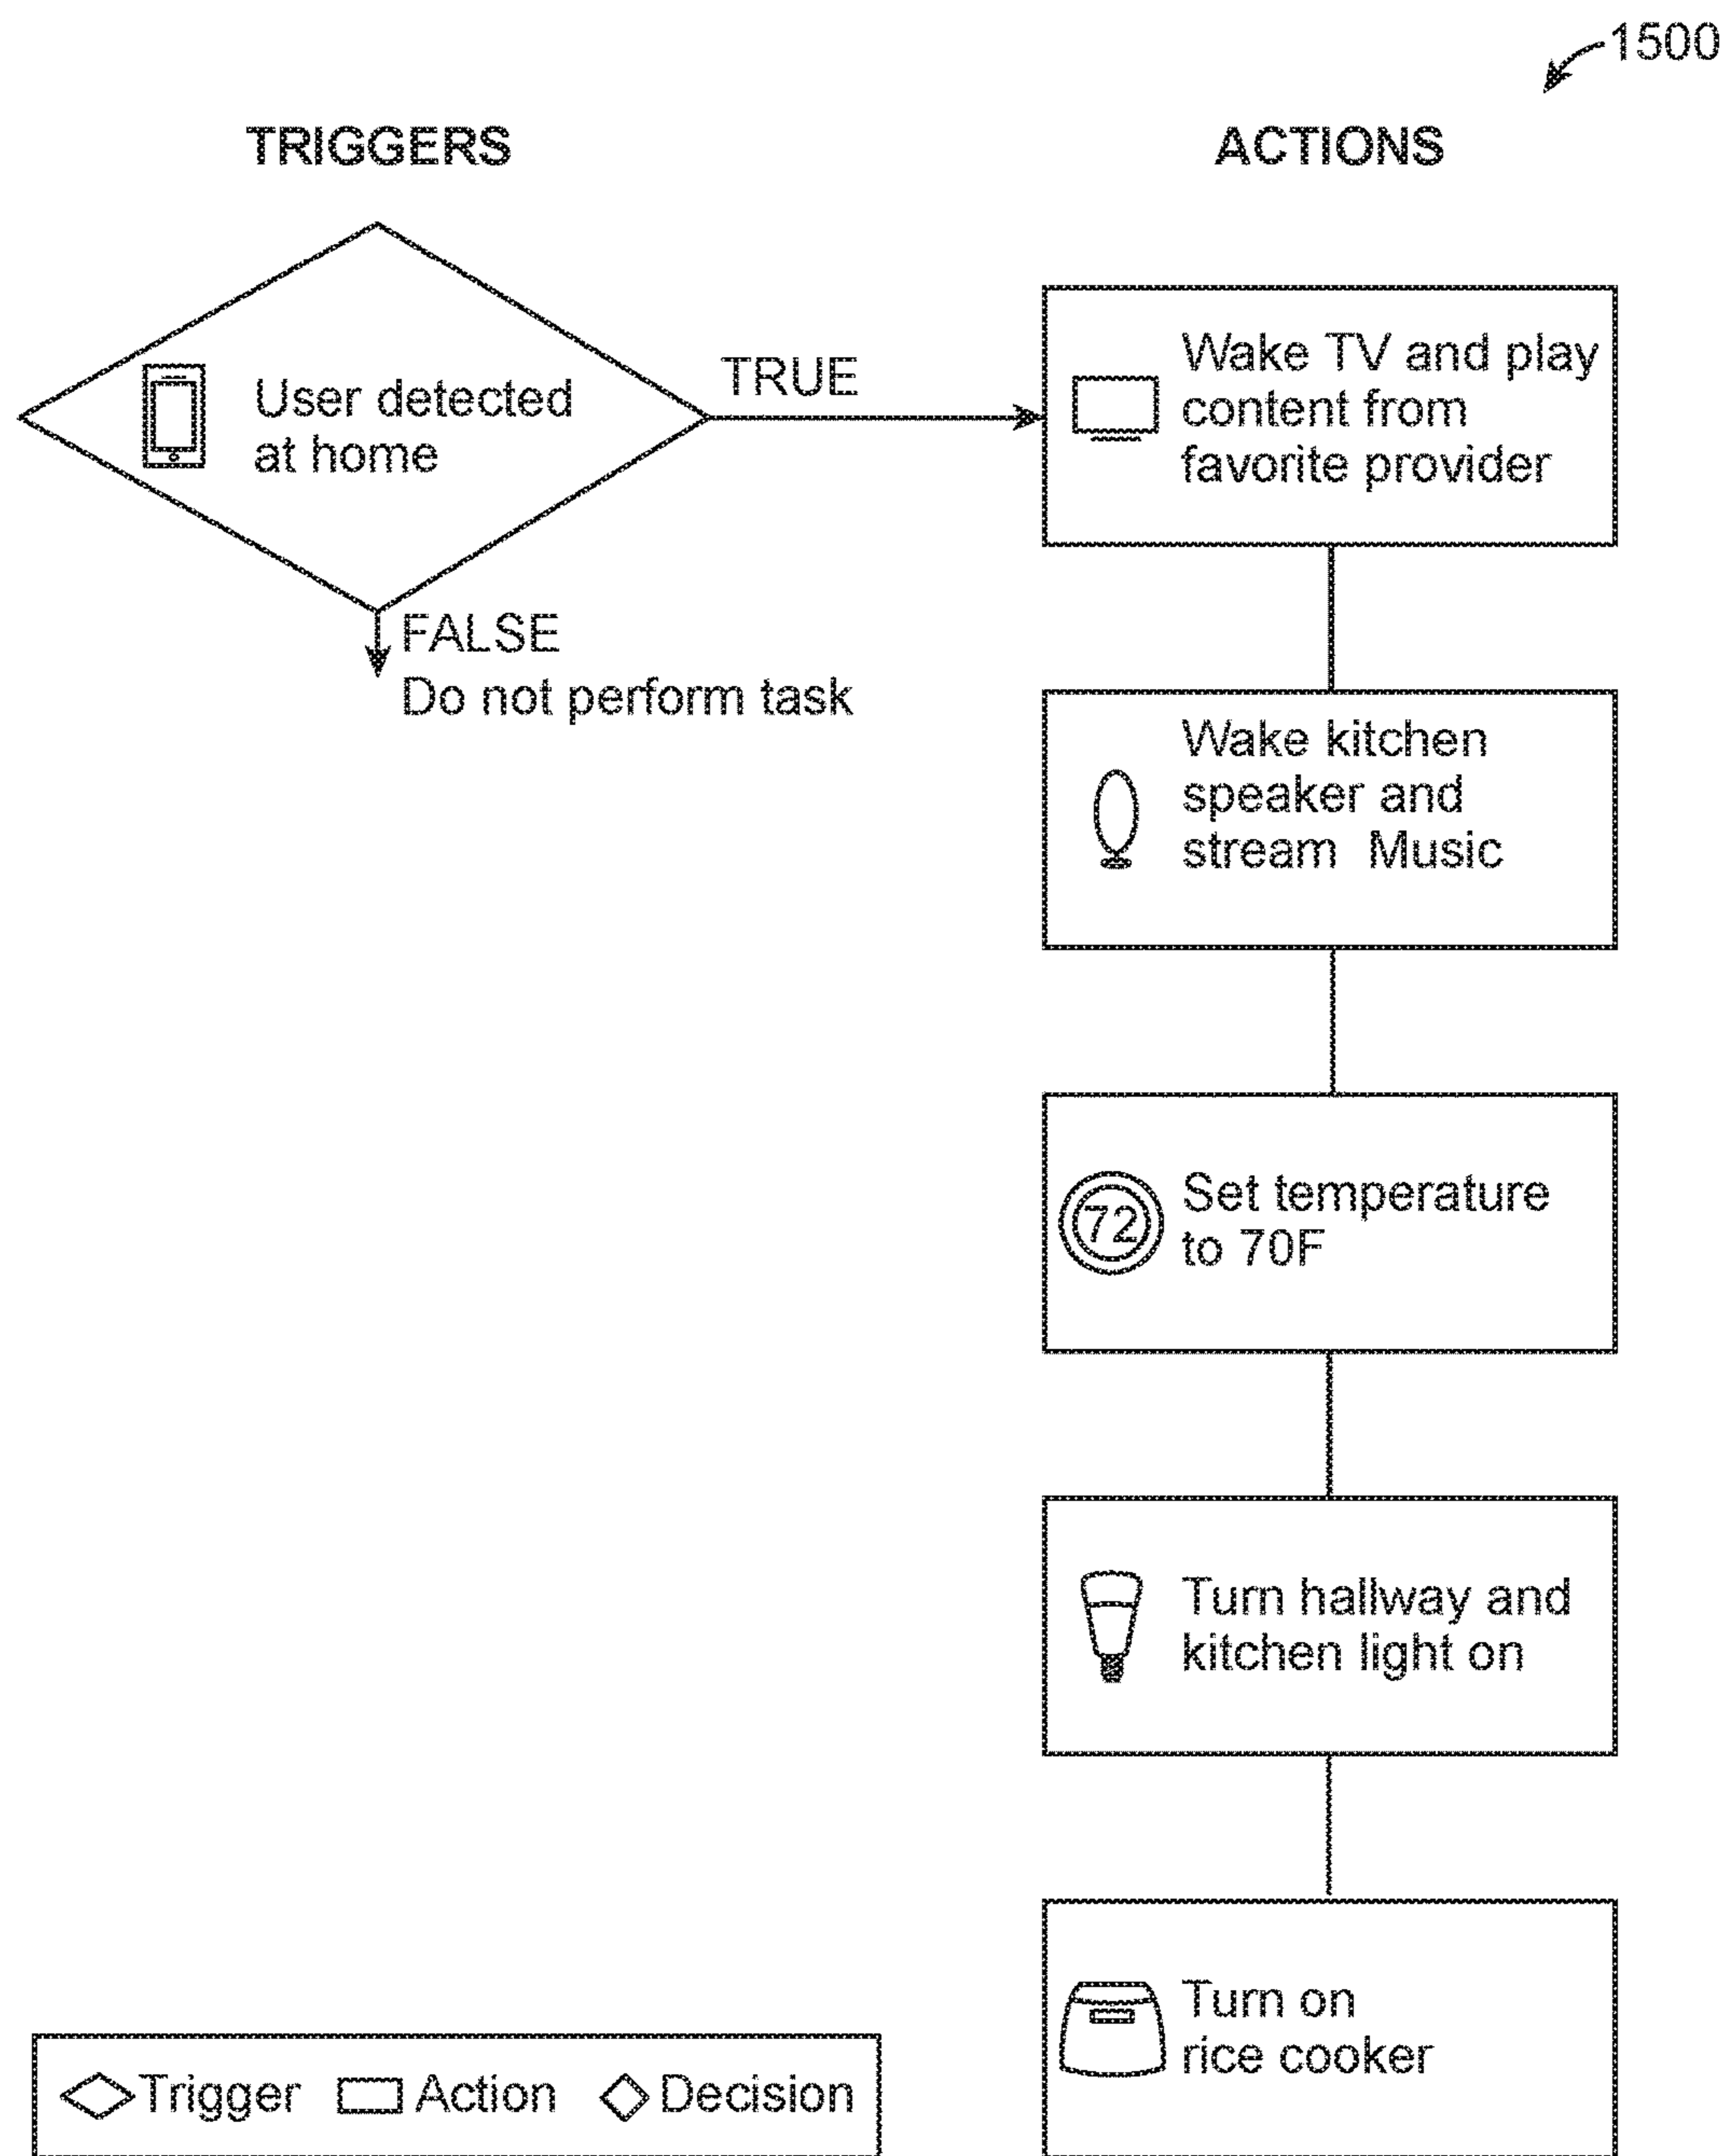 1500
TRIGGERS
ACTIONS
User detected
at home
TRUE
FALSE
Do not perform task
Wake TV and play
content from
favorite provider
Wake kitchen
speaker and
stream Music
72
Set temperature
to 70F
Turn hallway and
kitchen light on
Turn on
rice cooker
Trigger Action Decision